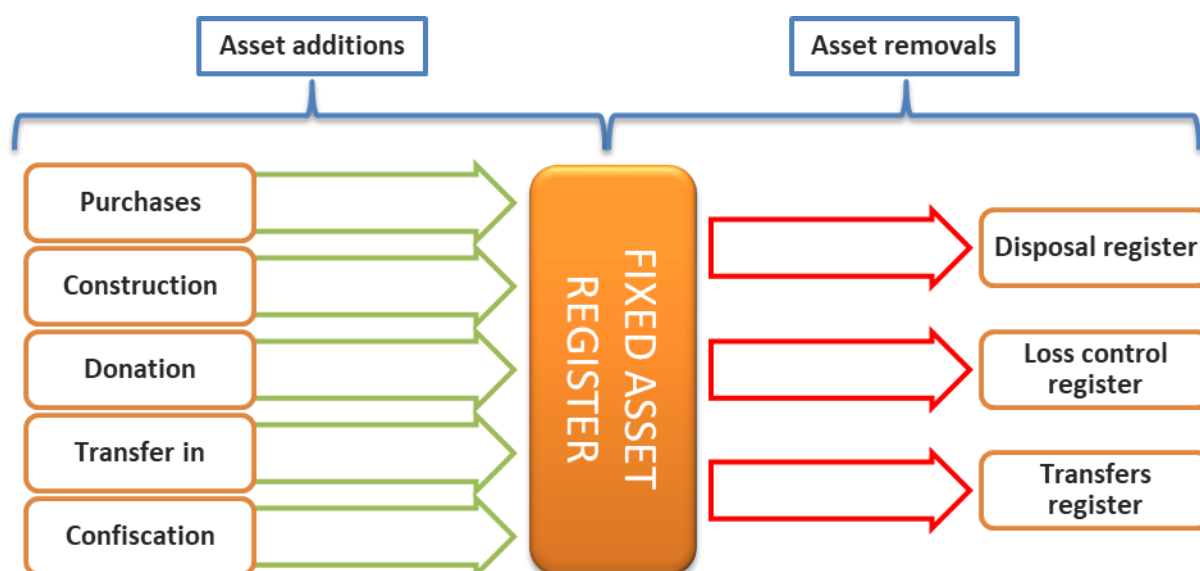 Asset additions
Asset removals
Purchases
Construction
Donation
Transfer in
Confiscation
FIXED ASSET
REGISTER
Disposal register
Loss control
register
Transfers
register